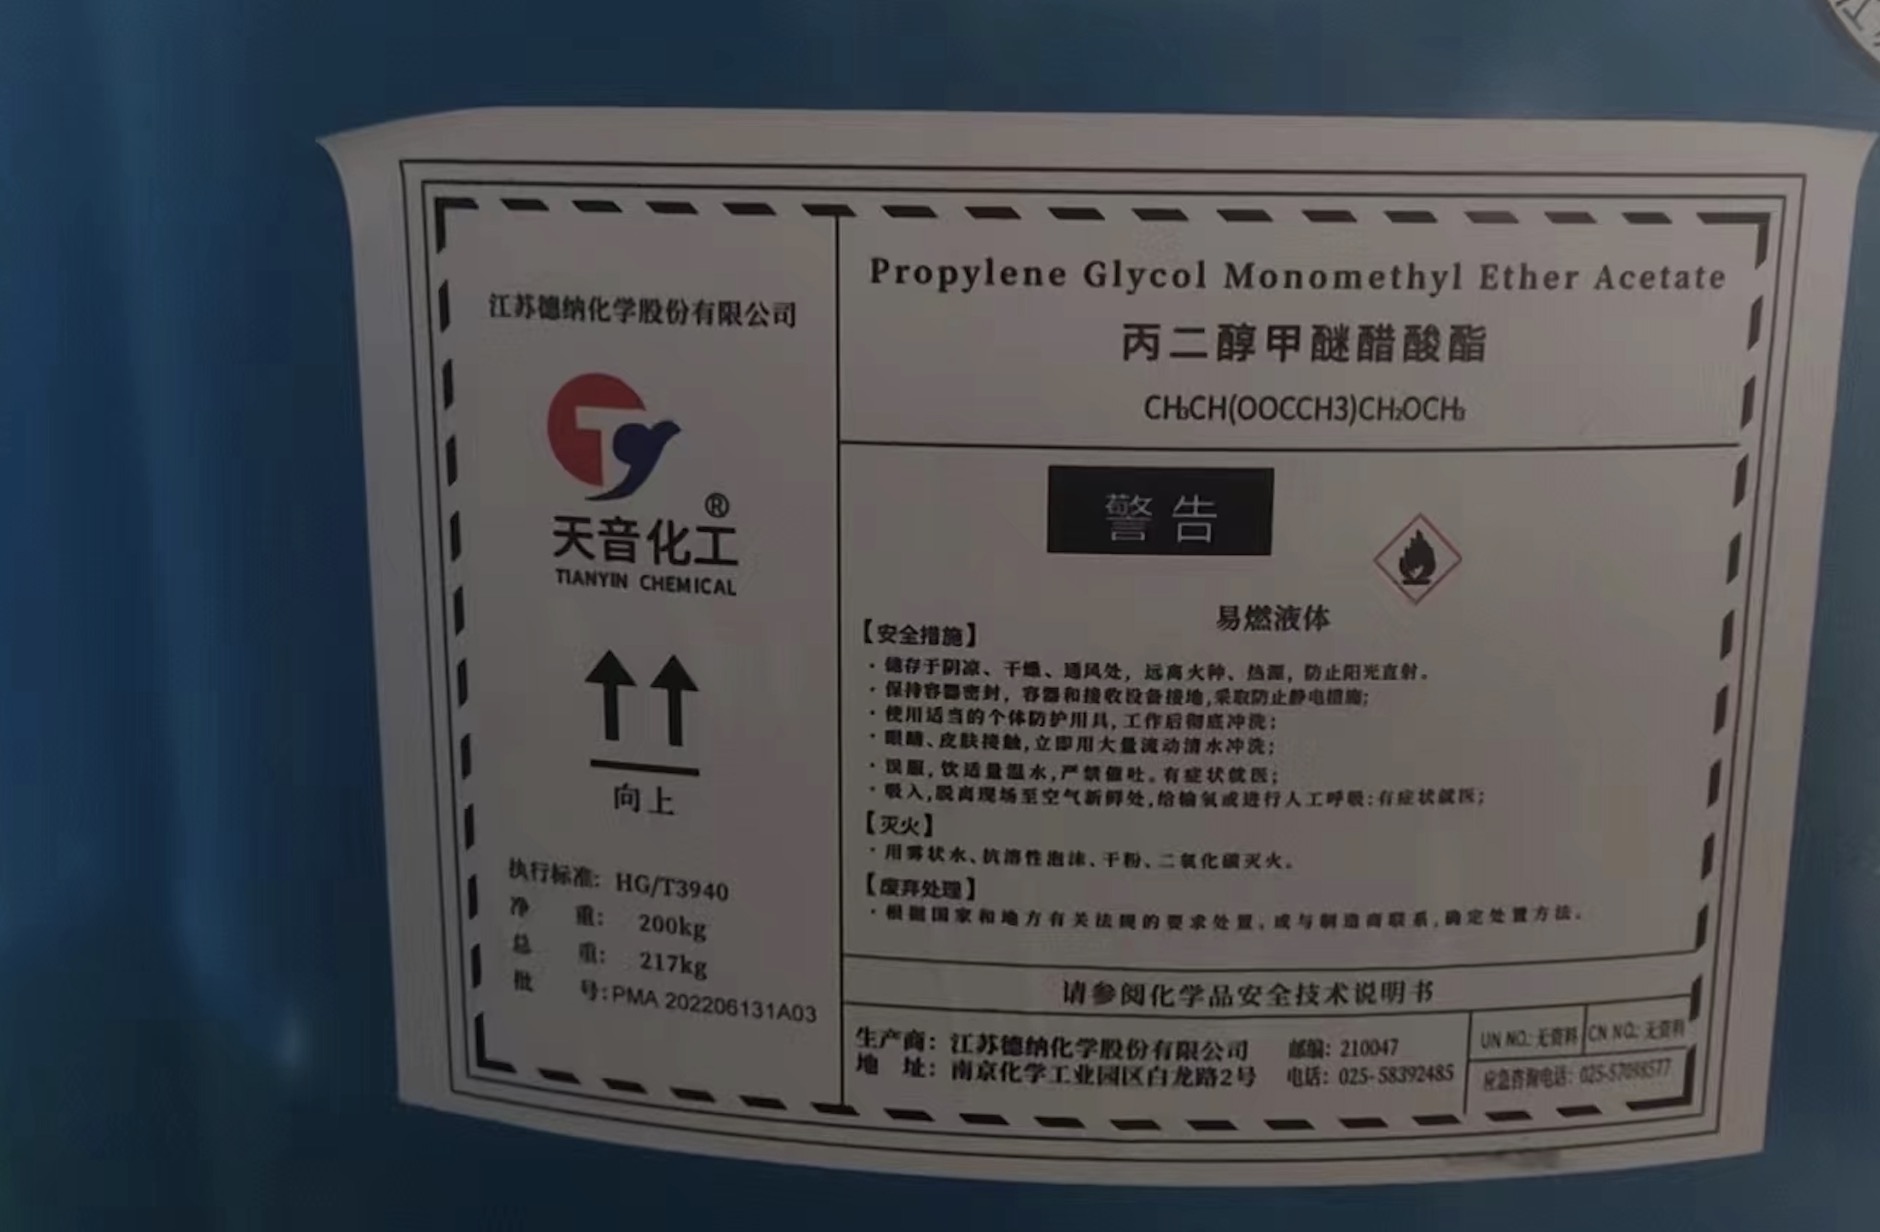 江苏德纳化学股份有限公司
®
天音化工
TIANYIN CHEMICAL
向上
执行标准: HG/T3940
净 重: 200kg
总 重: 217kg
批 号: PMA 202206131A03
Propylene Glycol Monomethyl Ether Acetate
丙二醇甲醚醋酸酯
CH₃CH(OOCCH3)CH₂OCH₃
警告
易燃液体
【安全措施】
· 储存于阴凉、干燥、通风处，远离火种、热源，防止阳光直射。
· 保持容器密封，容器和接收设备接地,采取防止静电措施;
· 使用适当的个体防护用具,工作后彻底冲洗;
· 眼睛、皮肤接触,立即用大量流动清水冲洗;
· 误服,饮适量温水,严禁催吐。有症状就医;
· 吸入,脱离现场至空气新鲜处,给输氧或进行人工呼吸;有症状就医;
【灭火】
· 用雾状水、抗溶性泡沫、干粉、二氧化碳灭火。
【废弃处理】
· 根据国家和地方有关法规的要求处置。或与制造商联系,确定处置方法。
请参阅化学品安全技术说明书
生产商: 江苏德纳化学股份有限公司 邮编: 210047
地 址: 南京化学工业园区白龙路2号 电话: 025-58392485
UN NO.: 无资料 CN NO.: 无资料
应急咨询电话: